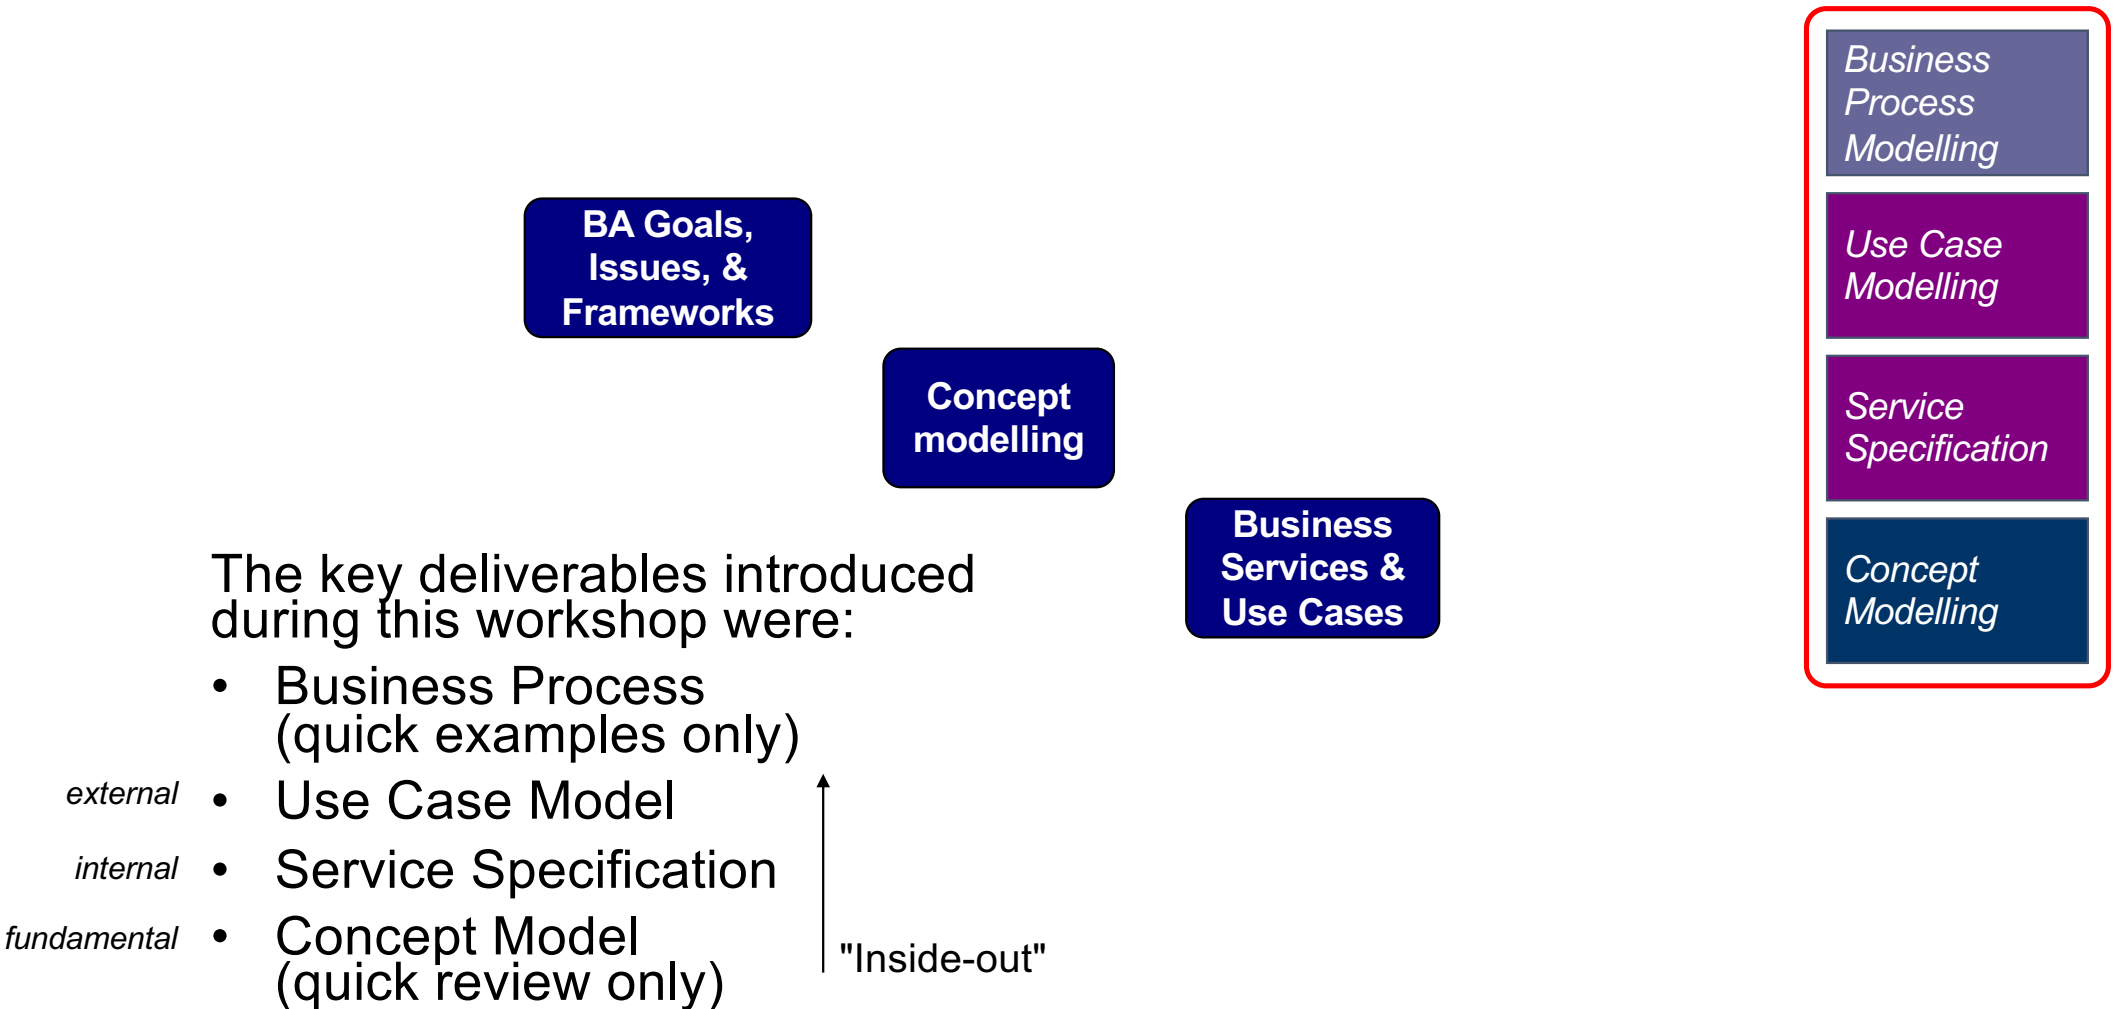 BA Goals,
Issues, &
Frameworks
Concept
modelling
Business
Services &
Use Cases
The key deliverables introduced
during this workshop were:
• Business Process
(quick examples only)
external • Use Case Model
internal • Service Specification
fundamental • Concept Model
(quick review only)
"Inside-out"
Business
Process
Modelling
Use Case
Modelling
Service
Specification
Concept
Modelling